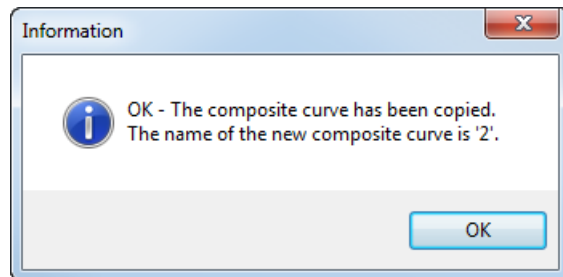 Information
OK - The composite curve has been copied.
The name of the new composite curve is '2'.
OK